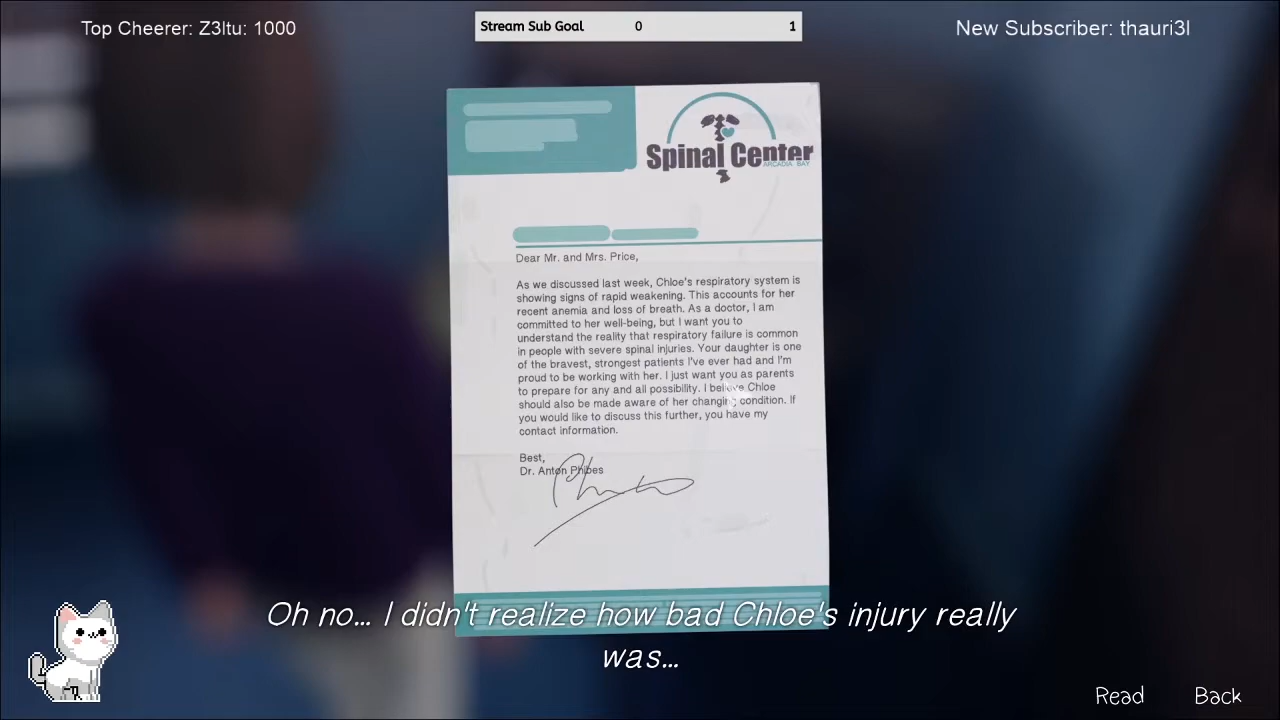 Top Cheerer: Z3ltu: 1000
Stream Sub Goal 0 1
New Subscriber: thauri3l
Spinal Center
ARCADIA BAY
Dear Mr. and Mrs. Price,
As we discussed last week, Chloe's respiratory system is
showing signs of rapid weakening. This accounts for her
recent anemia and loss of breath. As a doctor, I am
committed to her well-being, but I want you to
understand the reality that respiratory failure is common
in people with severe spinal injuries. Your daughter is one
of the bravest, strongest patients I've ever had and I'm
proud to be working with her. I just want you as parents
to prepare for any and all possibility. I believe Chloe
should also be made aware of her changing condition. If
you would like to discuss this further, you have my
contact information.
Best,
Dr. Anton Phibes
Oh no... I didn't realize how bad Chloe's injury really
was...
Read Back